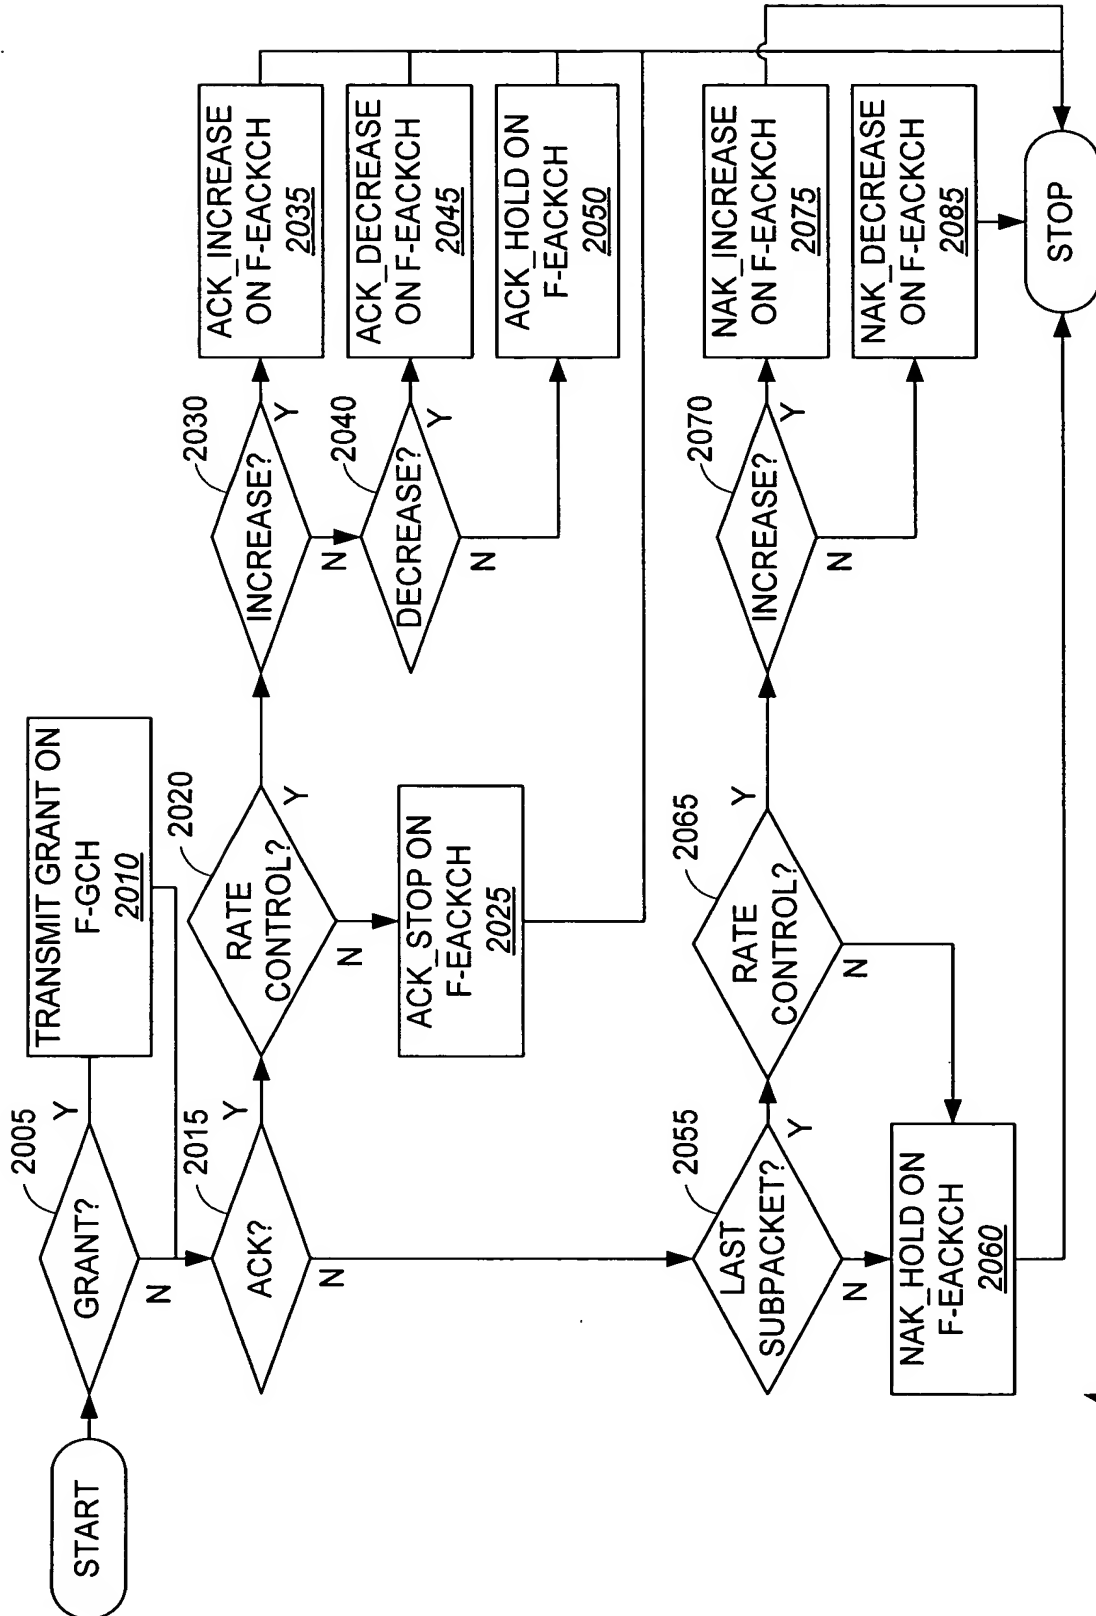 START
GRANT?
2005
Y
N
TRANSMIT GRANT ON
F-GCH
2010
ACK?
2015
Y
N
RATE
CONTROL?
2020
Y
N
ACK_STOP ON
F-EACKCH
2025
INCREASE?
2030
Y
N
ACK_INCREASE
ON F-EACKCH
2035
DECREASE?
2040
Y
N
ACK_DECREASE
ON F-EACKCH
2045
ACK_HOLD ON
F-EACKCH
2050
LAST
SUBPACKET?
2055
Y
N
NAK_HOLD ON
F-EACKCH
2060
RATE
CONTROL?
2065
Y
N
INCREASE?
2070
Y
N
NAK_INCREASE
ON F-EACKCH
2075
NAK_DECREASE
ON F-EACKCH
2085
STOP